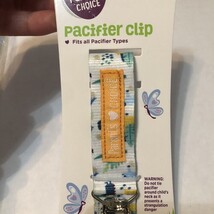 CHOICE
pacifier clip
Fits all Pacifier Types
WARNING:
Do not tie
pacifier
around child's
neck as it
presents a
strangulation
danger.